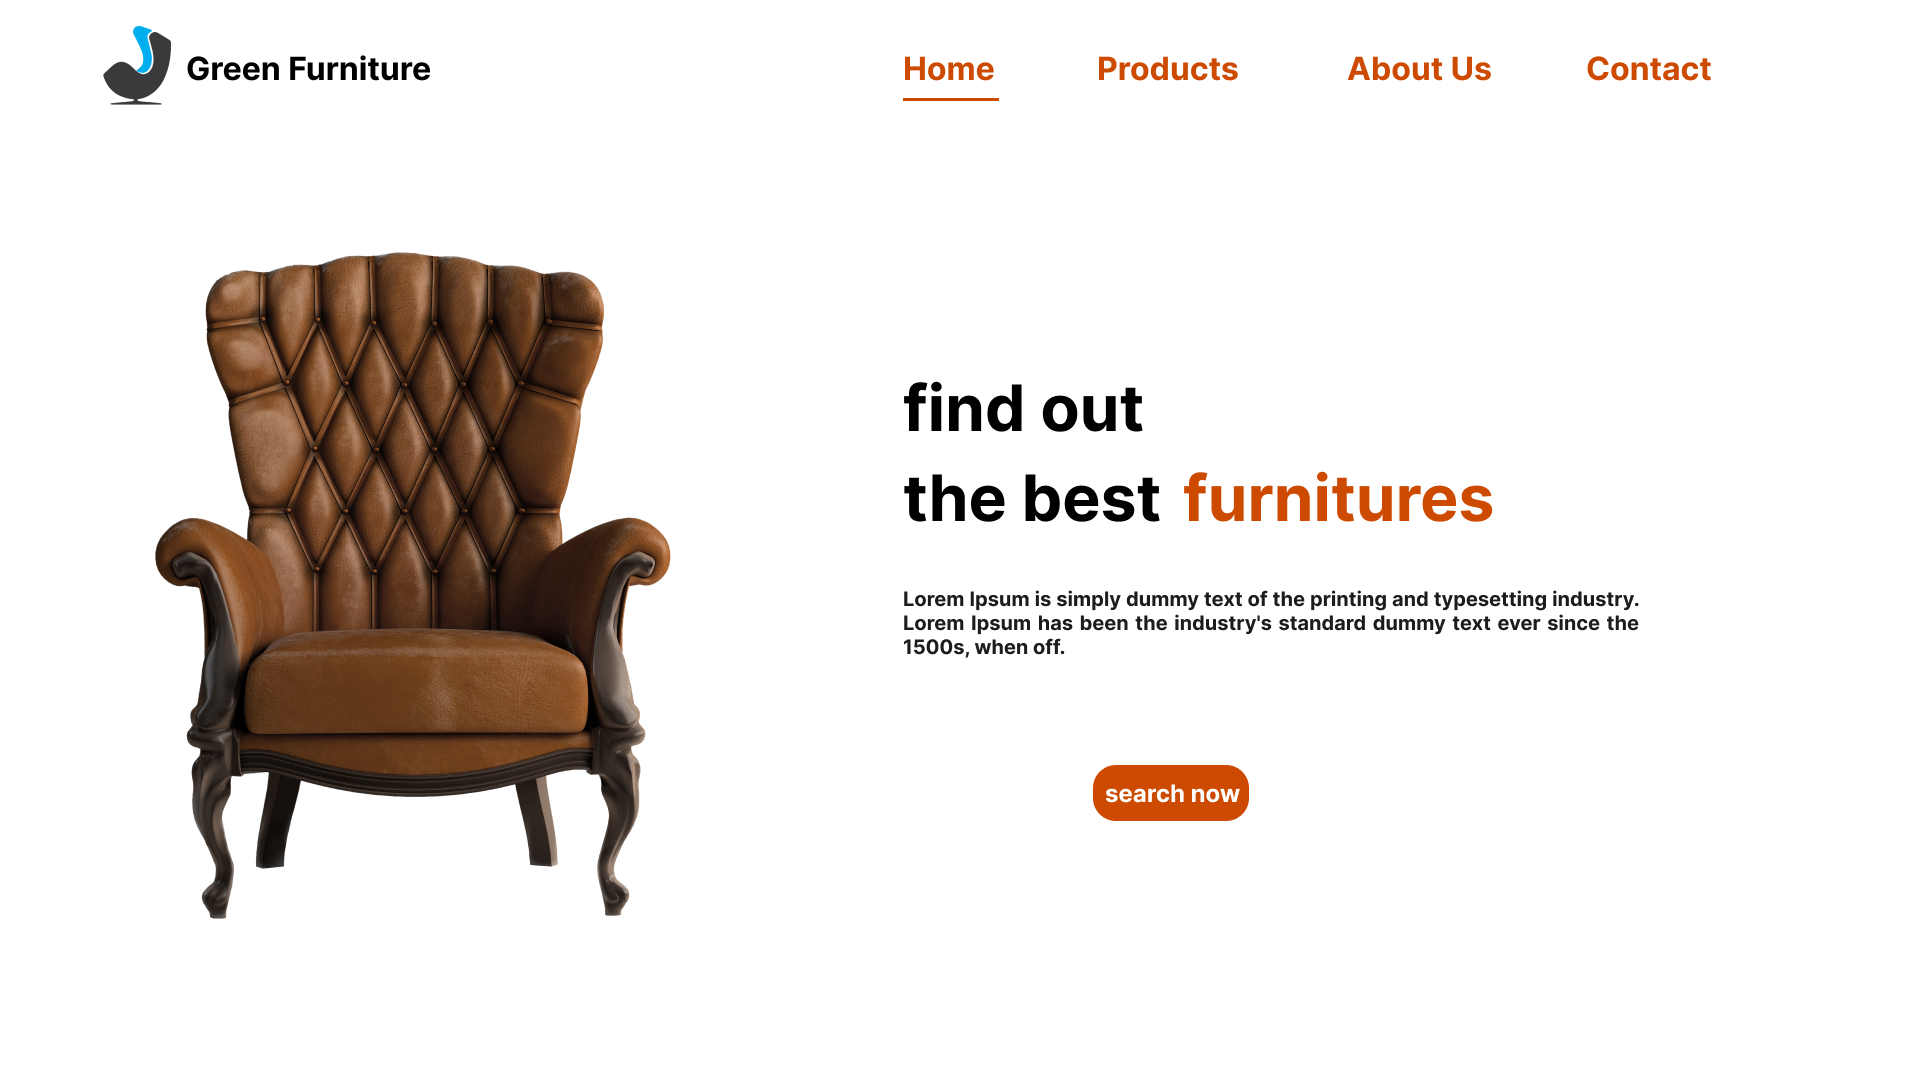 Green Furniture
Home
Products
About Us
Contact
find out
the best furnitures
Lorem Ipsum is simply dummy text of the printing and typesetting industry.
Lorem Ipsum has been the industry's standard dummy text ever since the
1500s, when off.
search now